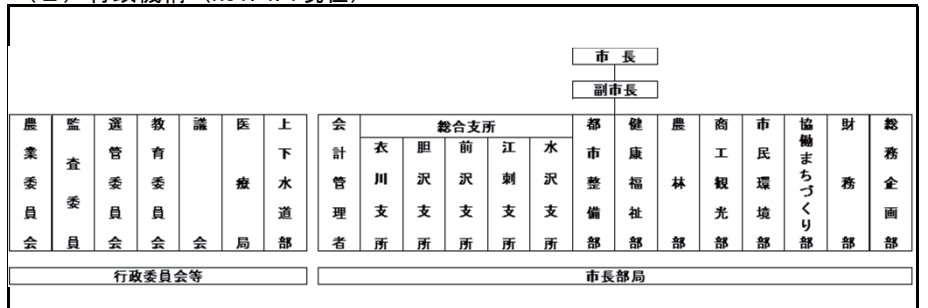 行政機構
現在
市長
副市長
総務企画部
財務部
協働まちづくり部
市民環境部
商工観光部
農林部
健康福祉部
都市整備部
総合支所
水沢支所
江刺支所
前沢支所
胆沢支所
衣川支所
会計管理者
上下水道部
医療局
議会
教育委員会
選管委員会
監査委員
農業委員会
市長部局
行政委員会等